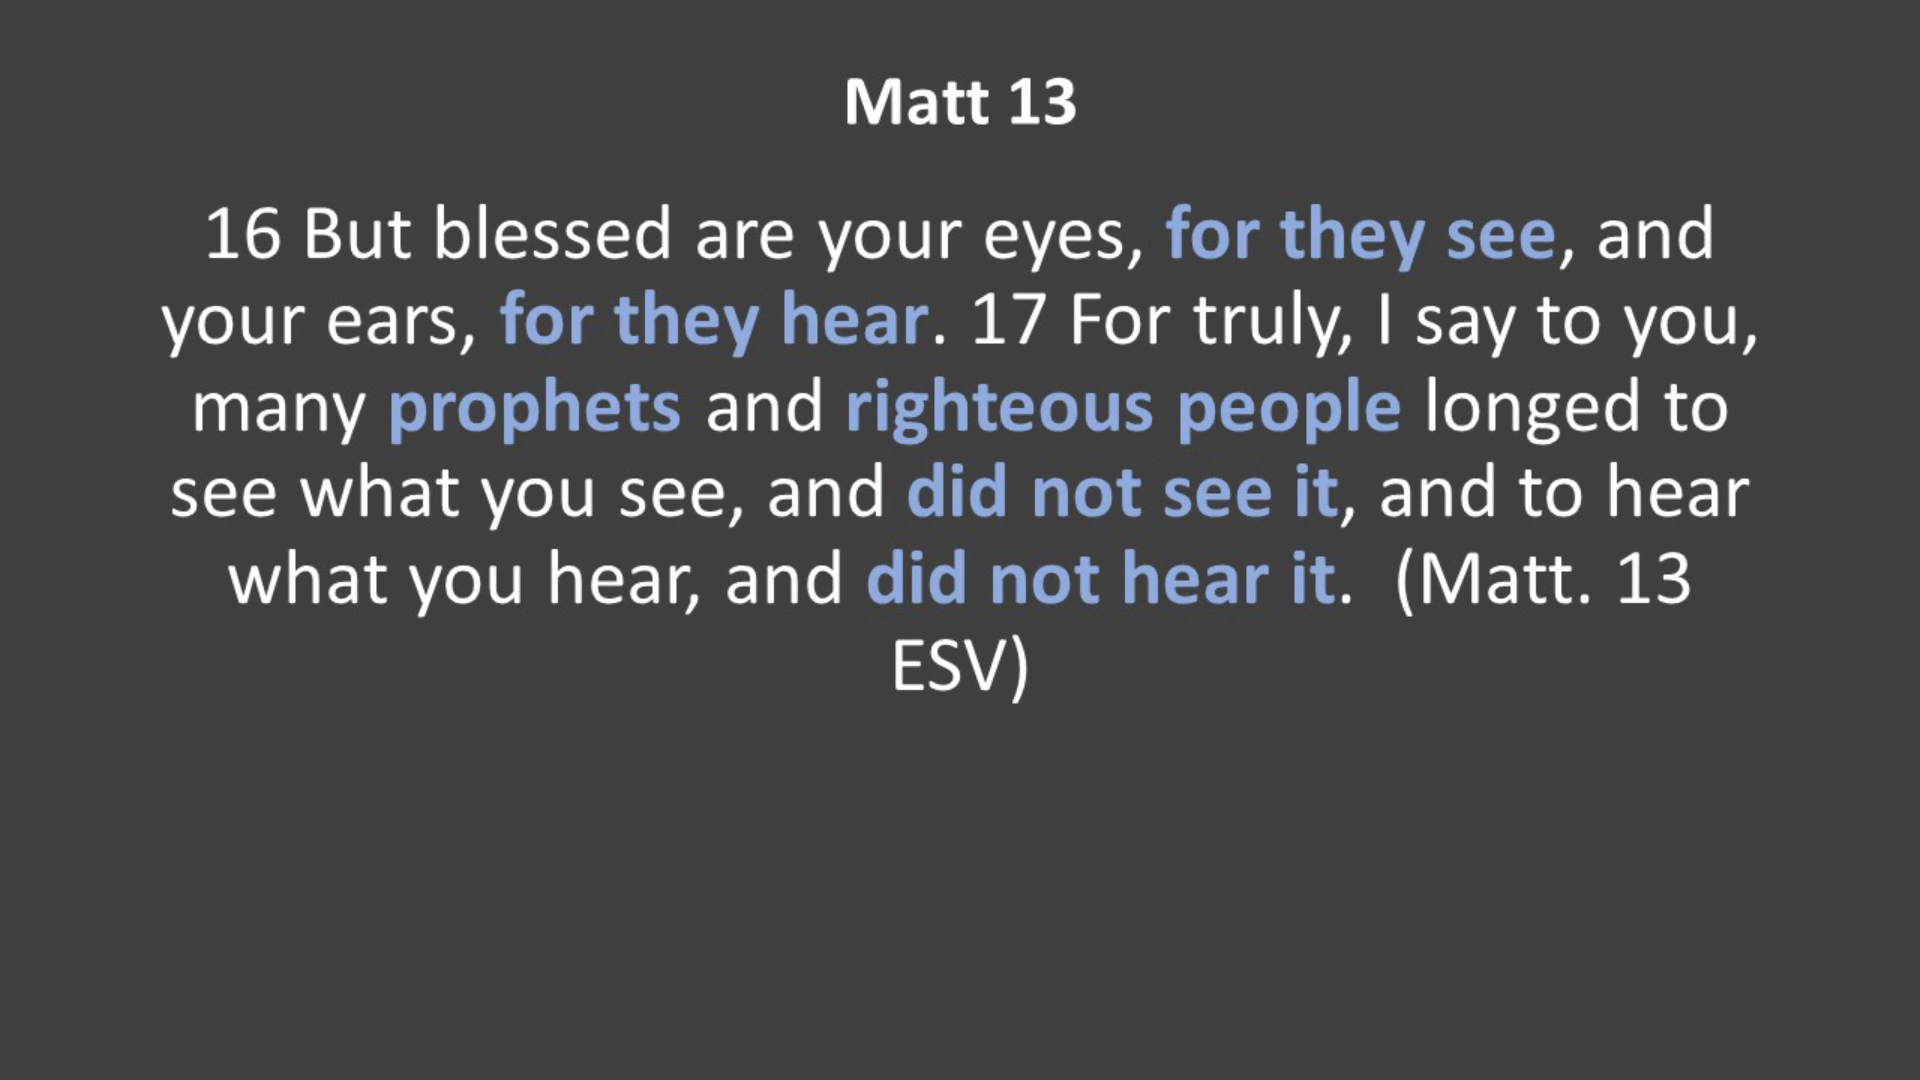 Matt 13
16 But blessed are your eyes, for they see, and
your ears, for they hear. 17 For truly, I say to you,
many prophets and righteous people longed to
see what you see, and did not see it, and to hear
what you hear, and did not hear it.  (Matt. 13
ESV)